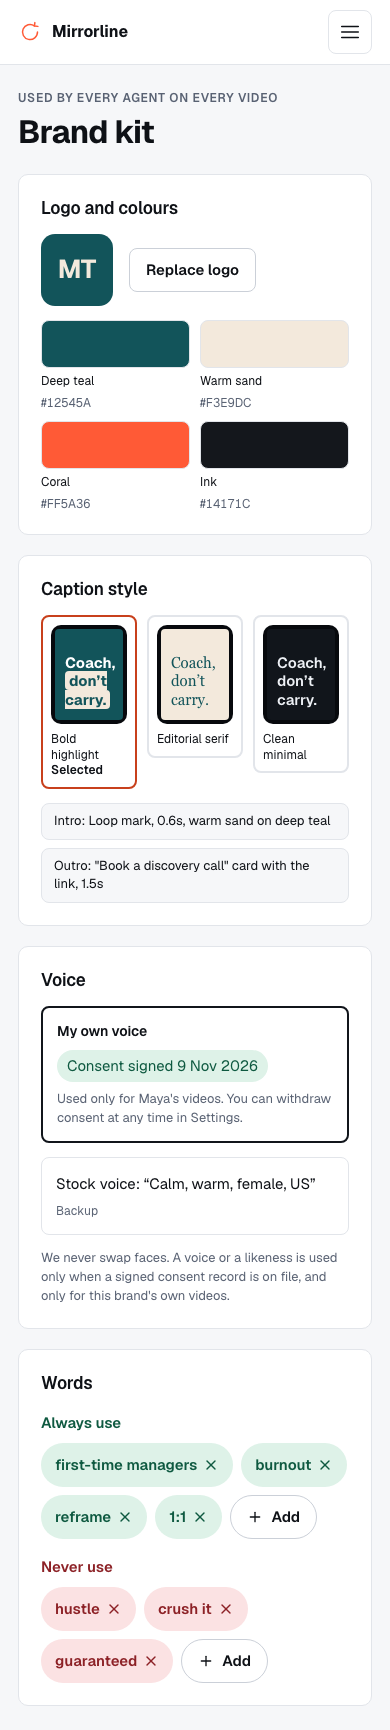 Mirrorline
USED BY EVERY AGENT ON EVERY VIDEO
Brand kit
Logo and colours
MT
Replace logo
Deep teal
#12545A
Warm sand
#F3E9DC
Coral
#FF5A36
Ink
#14171C
Caption style
Coach,
don’t
carry.
Bold
highlight
Selected
Coach,
don’t
carry.
Editorial serif
Coach,
don’t
carry.
Clean
minimal
Intro: Loop mark, 0.6s, warm sand on deep teal
Outro: "Book a discovery call" card with the
link, 1.5s
Voice
My own voice
Consent signed 9 Nov 2026
Used only for Maya's videos. You can withdraw
consent at any time in Settings.
Stock voice: “Calm, warm, female, US”
Backup
We never swap faces. A voice or a likeness is used
only when a signed consent record is on file, and
only for this brand's own videos.
Words
Always use
first-time managers
burnout
reframe
1:1
Add
Never use
hustle
crush it
guaranteed
Add